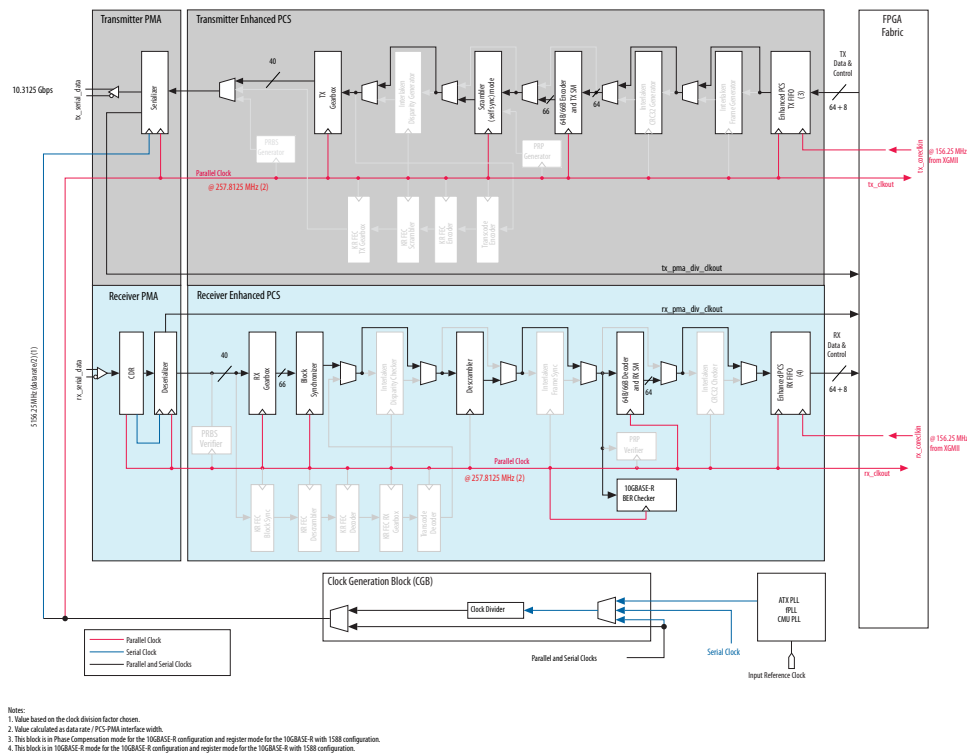 Transmitter PMA
Transmitter Enhanced PCS
FPGA
Fabric
10.3125 Gbps
tx_serial_data
Serializer
40
TX
Gearbox
Interlaken
Disparity Generator
Scrambler
(self sync) mode
66
64B/66B Encoder
and TX SM
64
Interlaken
CRC32 Generator
Interlaken
Frame Generator
Enhanced PCS
TX FIFO (3)
TX
Data &
Control
64 + 8
PRBS
Generator
PRP
Generator
tx_coreclkin
@ 156.25 MHz
from XGMII
Parallel Clock
@ 257.8125 MHz (2)
tx_clkout
KR FEC
TX Gearbox
KR FEC
Scrambler
KR FEC
Encoder
Transcode
Encoder
tx_pma_div_clkout
Receiver PMA
Receiver Enhanced PCS
rx_pma_div_clkout
5156.25 MHz (data rate/2) (1)
rx_serial_data
CDR
Deserializer
40
RX
Gearbox
66
Block
Synchronizer
Interlaken
Disparity Checker
Descrambler
Interlaken
Frame Sync
64B/66B Decoder
and RX SM
64
Interlaken
CRC32 Checker
Enhanced PCS
RX FIFO (4)
RX
Data &
Control
64 + 8
PRBS
Verifier
PRP
Verifier
rx_coreclkin
@ 156.25 MHz
from XGMII
Parallel Clock
@ 257.8125 MHz (2)
rx_clkout
10GBASE-R
BER Checker
KR FEC
Block Sync
KR FEC
Descrambler
KR FEC
Decoder
KR FEC RX
Gearbox
Transcode
Decoder
Clock Generation Block (CGB)
Clock Divider
ATX PLL
fPLL
CMU PLL
Parallel and Serial Clocks
Serial Clock
Input Reference Clock
Parallel Clock
Serial Clock
Parallel and Serial Clocks
Notes:
1. Value based on the clock division factor chosen.
2. Value calculated as data rate / PCS-PMA interface width.
3. This block is in Phase Compensation mode for the 10GBASE-R configuration and register mode for the 10GBASE-R with 1588 configuration.
4. This block is in 10GBASE-R mode for the 10GBASE-R configuration and register mode for the 10GBASE-R with 1588 configuration.